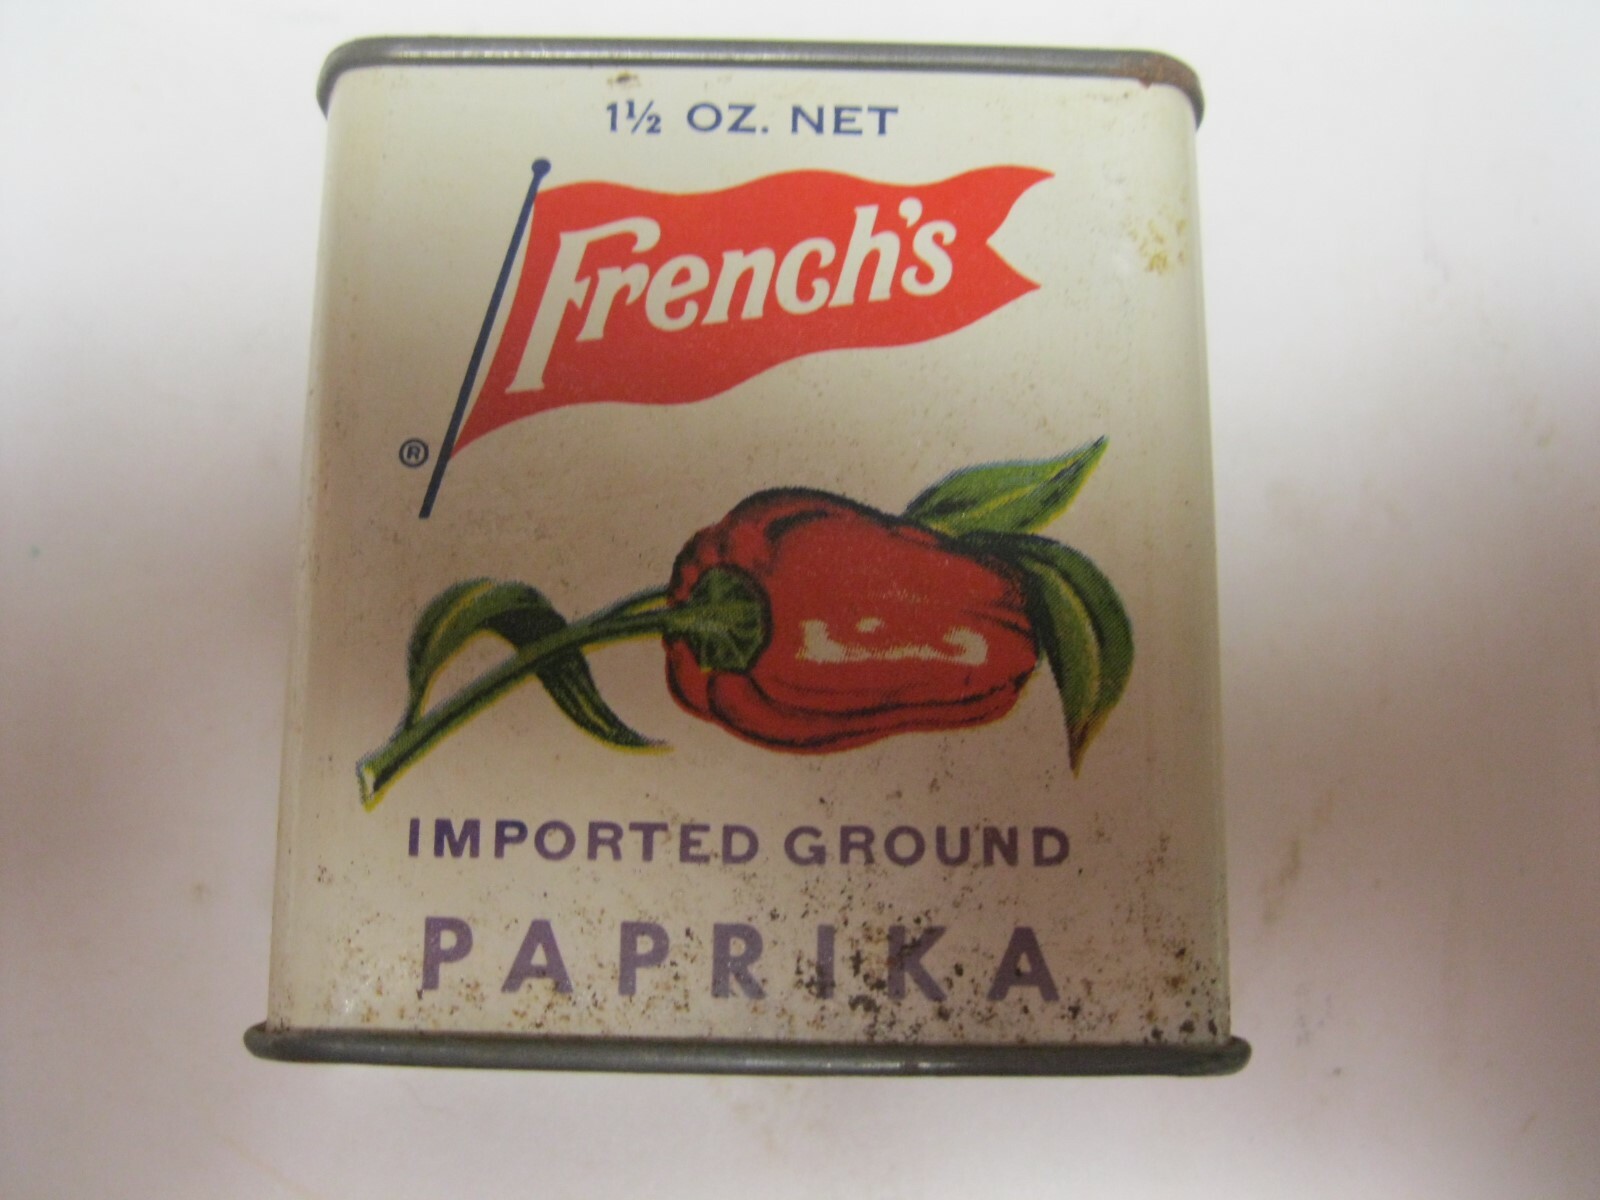 1½ OZ. NET
French's
®
IMPORTED GROUND
PAPRIKA